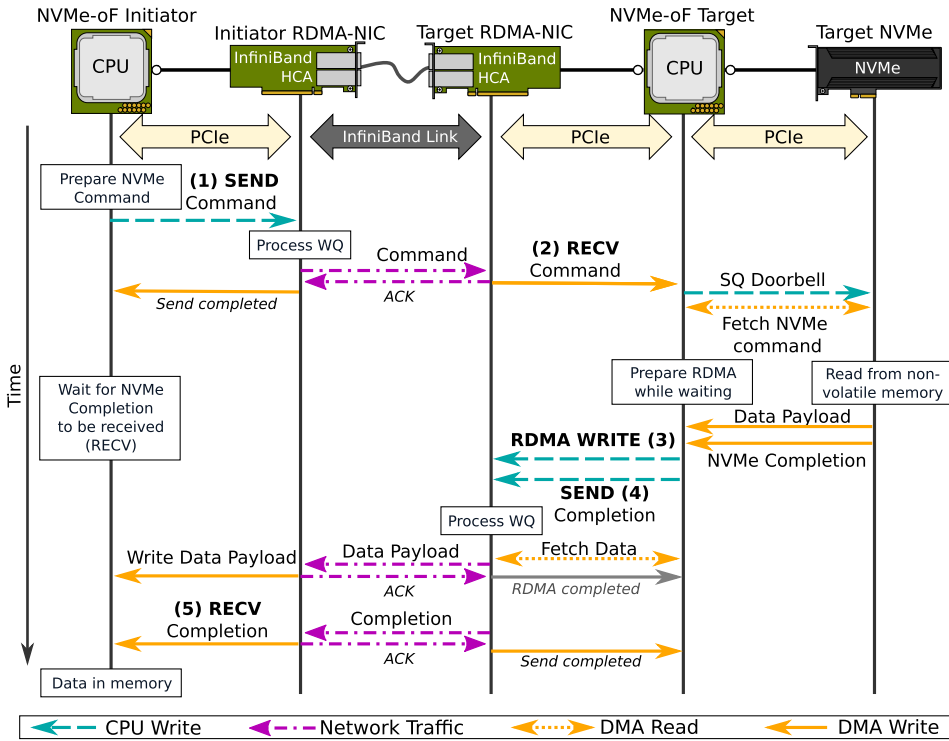 NVMe-oF Initiator
Initiator RDMA-NIC
Target RDMA-NIC
NVMe-oF Target
Target NVMe
CPU
InfiniBand
HCA
InfiniBand
HCA
CPU
NVMe
PCIe
InfiniBand Link
PCIe
PCIe
Time
Prepare NVMe
Command
(1) SEND
Command
Process WQ
Command
ACK
Send completed
(2) RECV
Command
SQ Doorbell
Fetch NVMe
command
Wait for NVMe
Completion
to be received
(RECV)
Prepare RDMA
while waiting
Read from non-
volatile memory
Data Payload
RDMA WRITE (3)
NVMe Completion
SEND (4)
Completion
Process WQ
Write Data Payload
Data Payload
ACK
Fetch Data
RDMA completed
(5) RECV
Completion
Completion
ACK
Send completed
Data in memory
CPU Write
Network Traffic
DMA Read
DMA Write